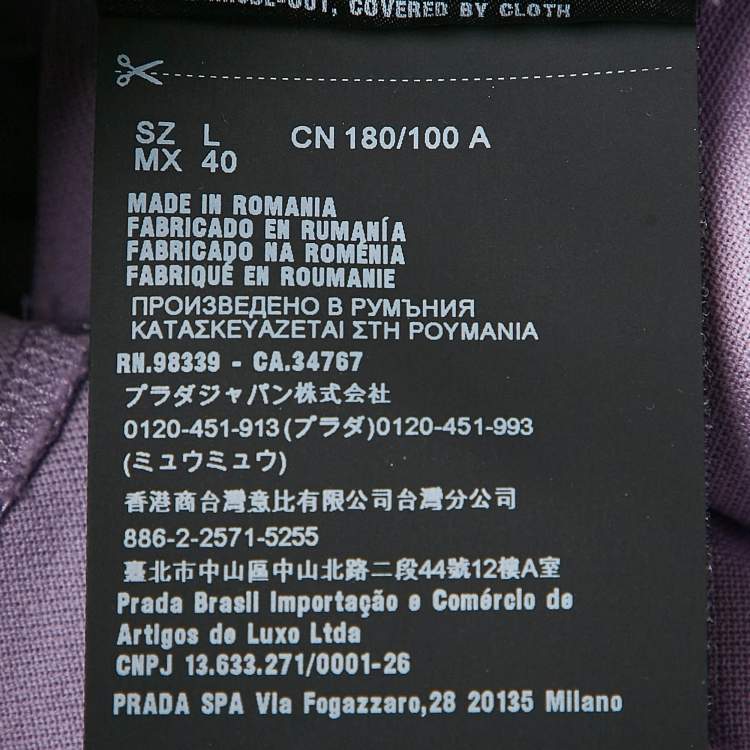 -OUT, COVERED BY CLOTH
SZ L CN 180/100 A
MX 40
MADE IN ROMANIA
FABRICADO EN RUMANÍA
FABRICADO NA ROMÉNIA
FABRIQUÉ EN ROUMANIE
ПРОИЗВЕДЕНО В РУМЪНИЯ
ΚΑΤΑΣΚΕΥΑΖΕΤΑΙ ΣΤΗ ΡΟΥΜΑΝΙΑ
RN.98339 - CA.34767
プラダジャパン株式会社
0120-451-913(プラダ)0120-451-993
(ミュウミュウ)
香港商台灣意比有限公司台灣分公司
886-2-2571-5255
臺北市中山區中山北路二段44號12樓A室
Prada Brasil Importação e Comércio de
Artigos de Luxo Ltda
CNPJ 13.633.271/0001-26
PRADA SPA Via Fogazzaro,28 20135 Milano